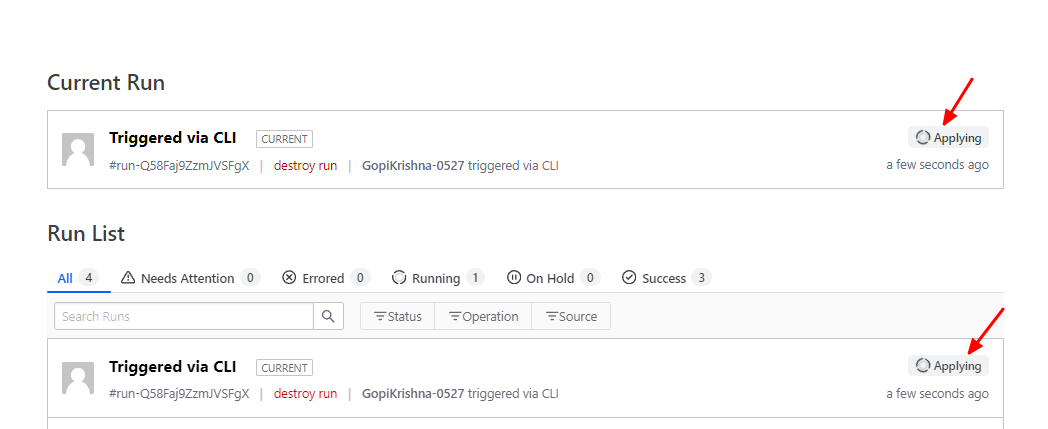 Current Run
Triggered via CLI CURRENT Applying
#run-Q58Faj9ZzmJVSFgX | destroy run | GopiKrishna-0527 triggered via CLI a few seconds ago
Run List
All 4 Needs Attention 0 Errored 0 Running 1 On Hold 0 Success 3
Search Runs Status Operation Source
Triggered via CLI CURRENT Applying
#run-Q58Faj9ZzmJVSFgX | destroy run | GopiKrishna-0527 triggered via CLI a few seconds ago